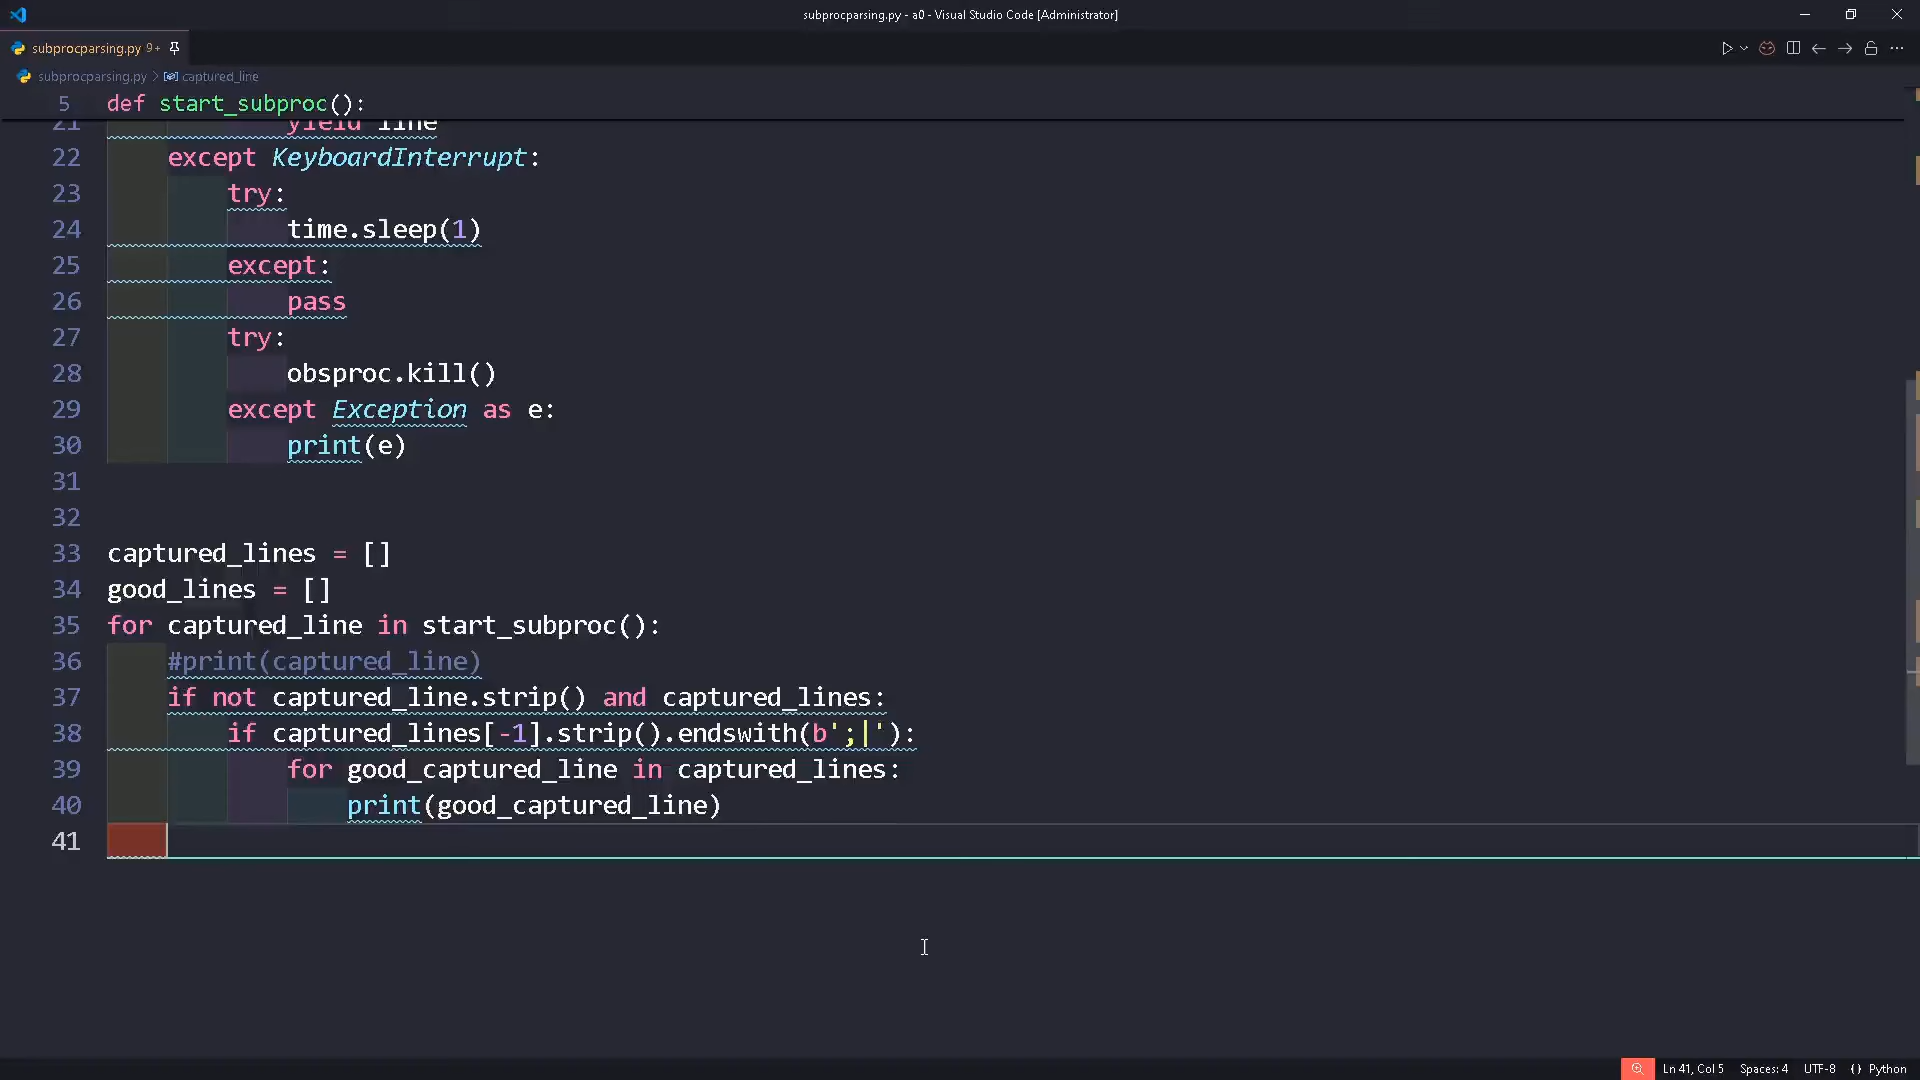 subprocparsing.py - a0 - Visual Studio Code [Administrator]
subprocparsing.py 9+
subprocparsing.py > captured_line
5 def start_subproc():
21 yield line
22 except KeyboardInterrupt:
23 try:
24 time.sleep(1)
25 except:
26 pass
27 try:
28 obsproc.kill()
29 except Exception as e:
30 print(e)
31
32
33 captured_lines = []
34 good_lines = []
35 for captured_line in start_subproc():
36 #print(captured_line)
37 if not captured_line.strip() and captured_lines:
38 if captured_lines[-1].strip().endswith(b';|'):
39 for good_captured_line in captured_lines:
40 print(good_captured_line)
41
Ln 41, Col 5 Spaces: 4 UTF-8 {} Python